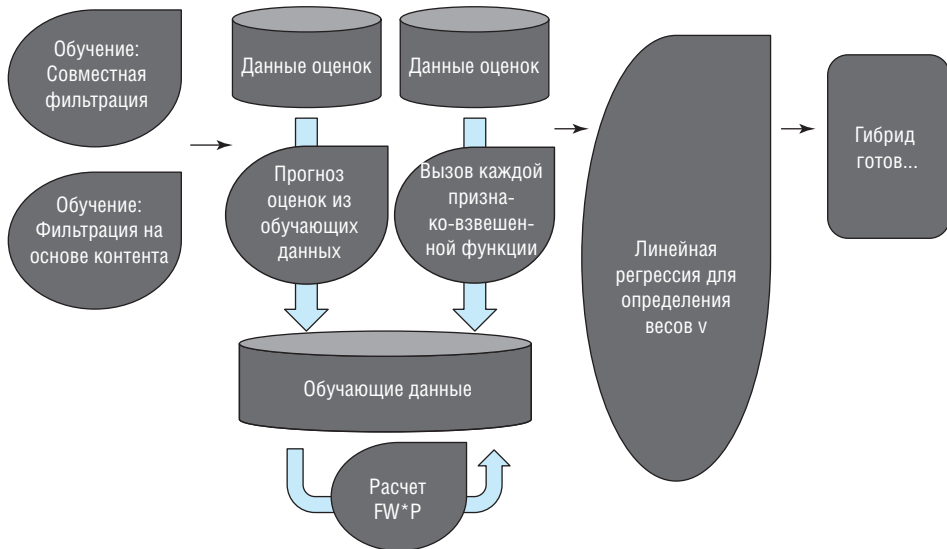 Обучение:
Совместная
фильтрация
Обучение:
Фильтрация на
основе контента
Данные оценок
Данные оценок
Прогноз
оценок из
обучающих
данных
Вызов каждой
призна-
ко-взвешен-
ной функции
Обучающие данные
Расчет
FW*P
Линейная
регрессия для
определения
весов v
Гибрид
готов...